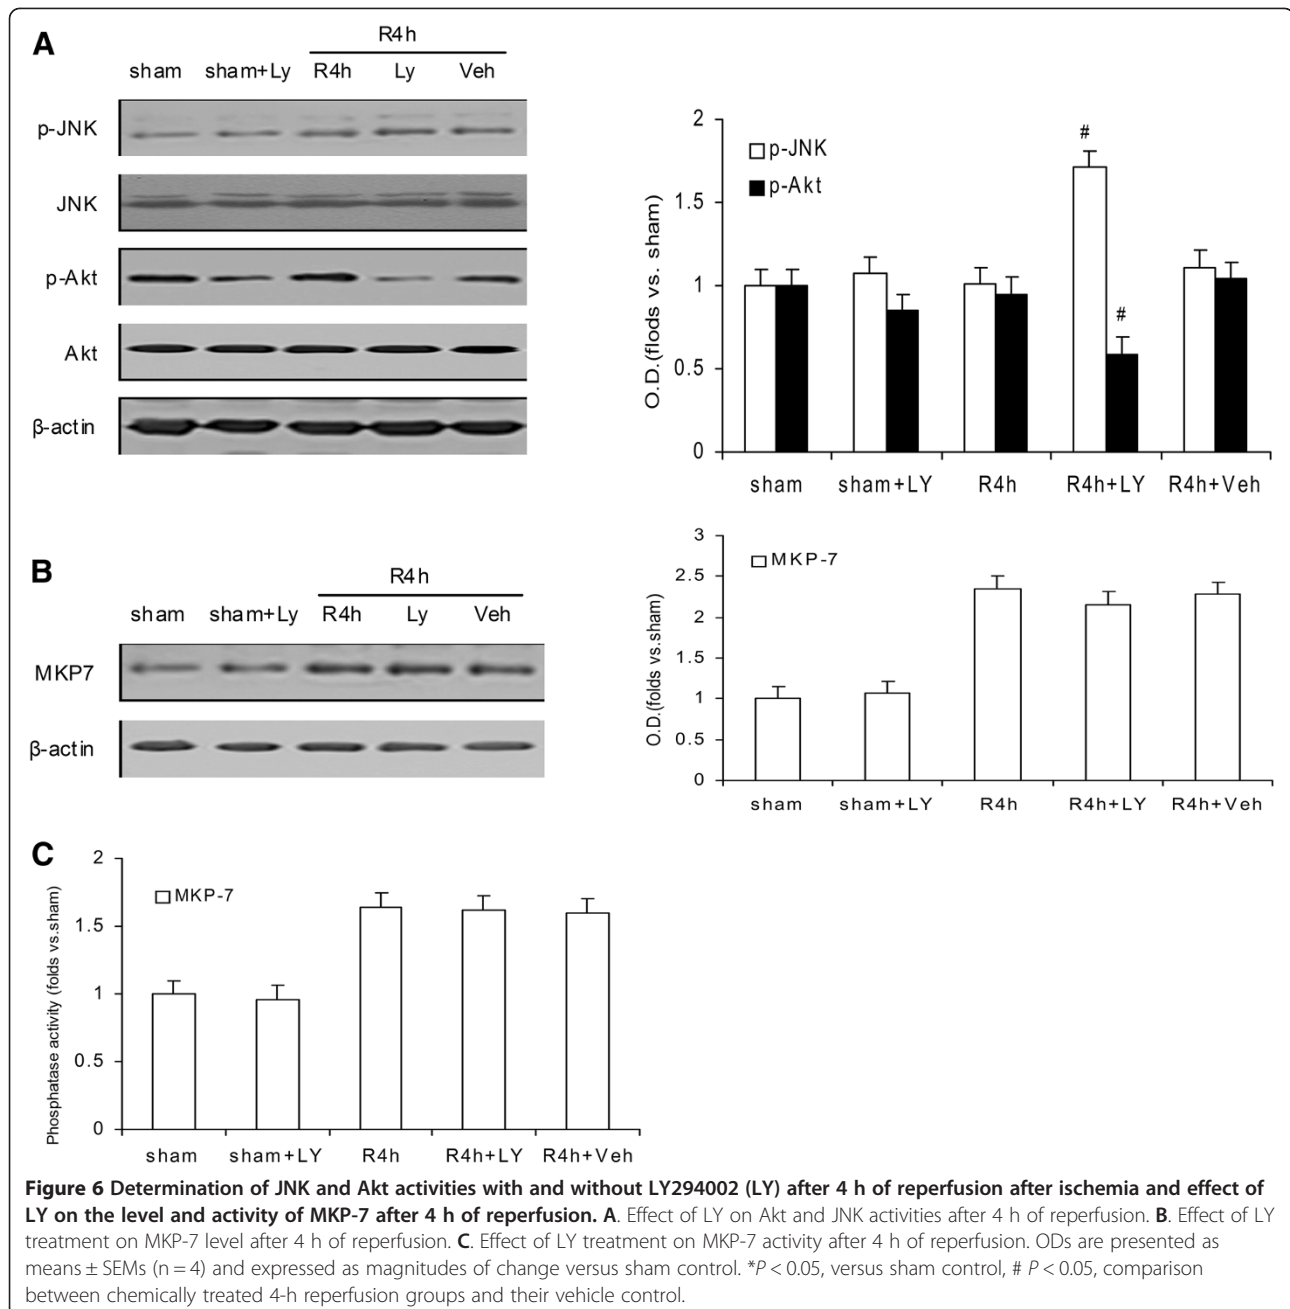 A
R4h
sham sham+Ly R4h Ly Veh
p-JNK
JNK
p-Akt
Akt
β-actin
2
1.5
1
0.5
0
O.D.(flods vs. sham)
p-JNK
p-Akt
#
#
sham sham+LY R4h R4h+LY R4h+Veh
B
R4h
sham sham+Ly R4h Ly Veh
MKP7
β-actin
3
2.5
2
1.5
1
0.5
0
O.D.(folds vs.sham)
MKP-7
sham sham+LY R4h R4h+LY R4h+Veh
C
2
1.5
1
0.5
0
Phosphatase activity (folds vs.sham)
MKP-7
sham sham+LY R4h R4h+LY R4h+Veh
Figure 6 Determination of JNK and Akt activities with and without LY294002 (LY) after 4 h of reperfusion after ischemia and effect of
LY on the level and activity of MKP-7 after 4 h of reperfusion. A. Effect of LY on Akt and JNK activities after 4 h of reperfusion. B. Effect of LY
treatment on MKP-7 level after 4 h of reperfusion. C. Effect of LY treatment on MKP-7 activity after 4 h of reperfusion. ODs are presented as
means ± SEMs (n = 4) and expressed as magnitudes of change versus sham control. *P < 0.05, versus sham control, # P < 0.05, comparison
between chemically treated 4-h reperfusion groups and their vehicle control.